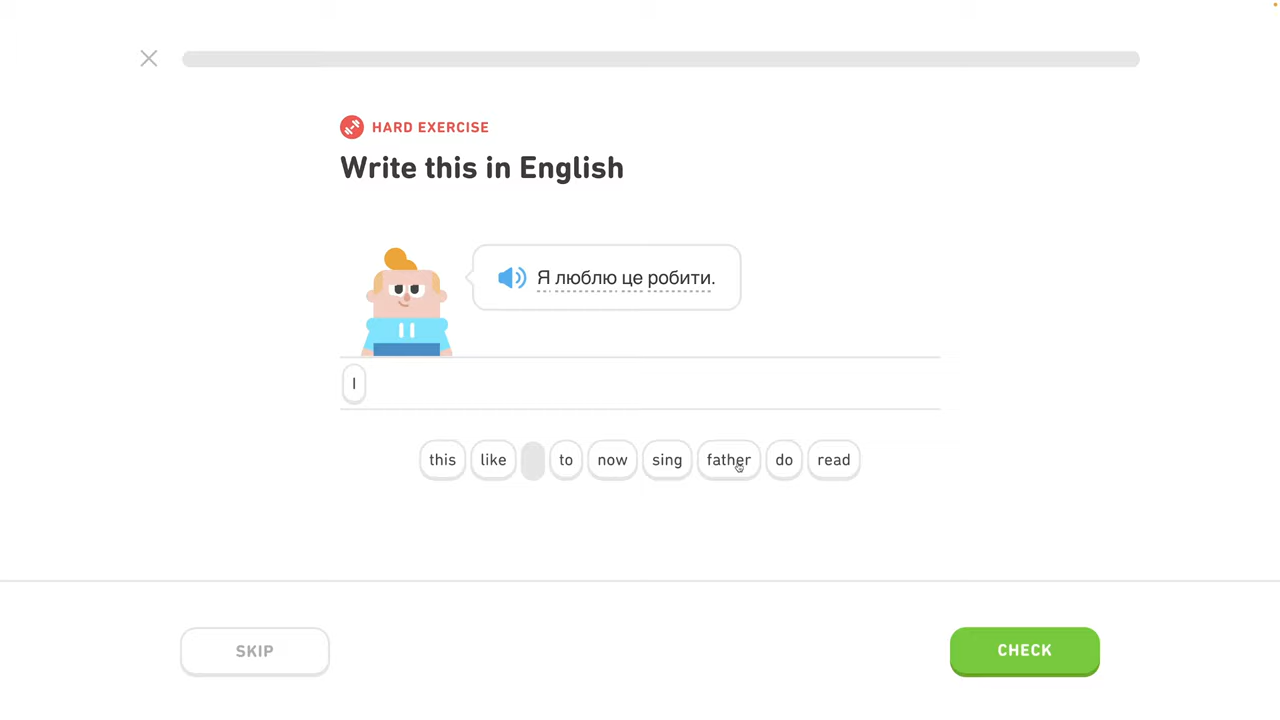 HARD EXERCISE
Write this in English
Я люблю це робити.
I
this like to now sing father do read
SKIP CHECK